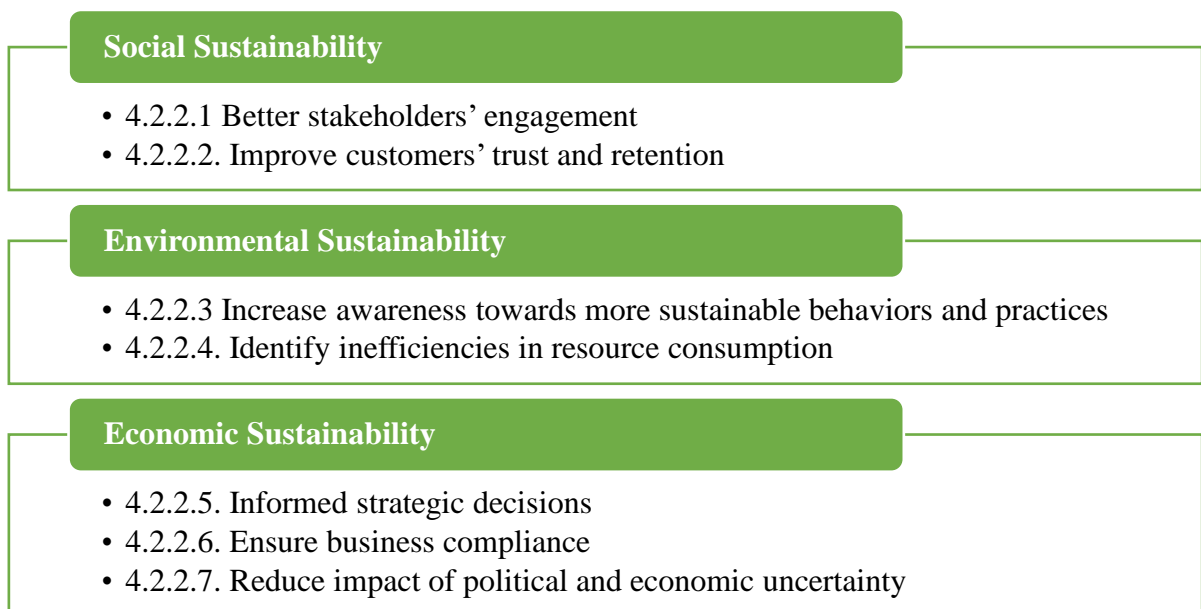 Social Sustainability
• 4.2.2.1 Better stakeholders’ engagement
• 4.2.2.2. Improve customers’ trust and retention
Environmental Sustainability
• 4.2.2.3 Increase awareness towards more sustainable behaviors and practices
• 4.2.2.4. Identify inefficiencies in resource consumption
Economic Sustainability
• 4.2.2.5. Informed strategic decisions
• 4.2.2.6. Ensure business compliance
• 4.2.2.7. Reduce impact of political and economic uncertainty